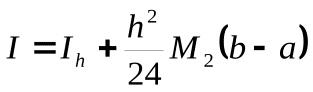 I = I_h + \frac{h^2}{24} M_2 (b - a)